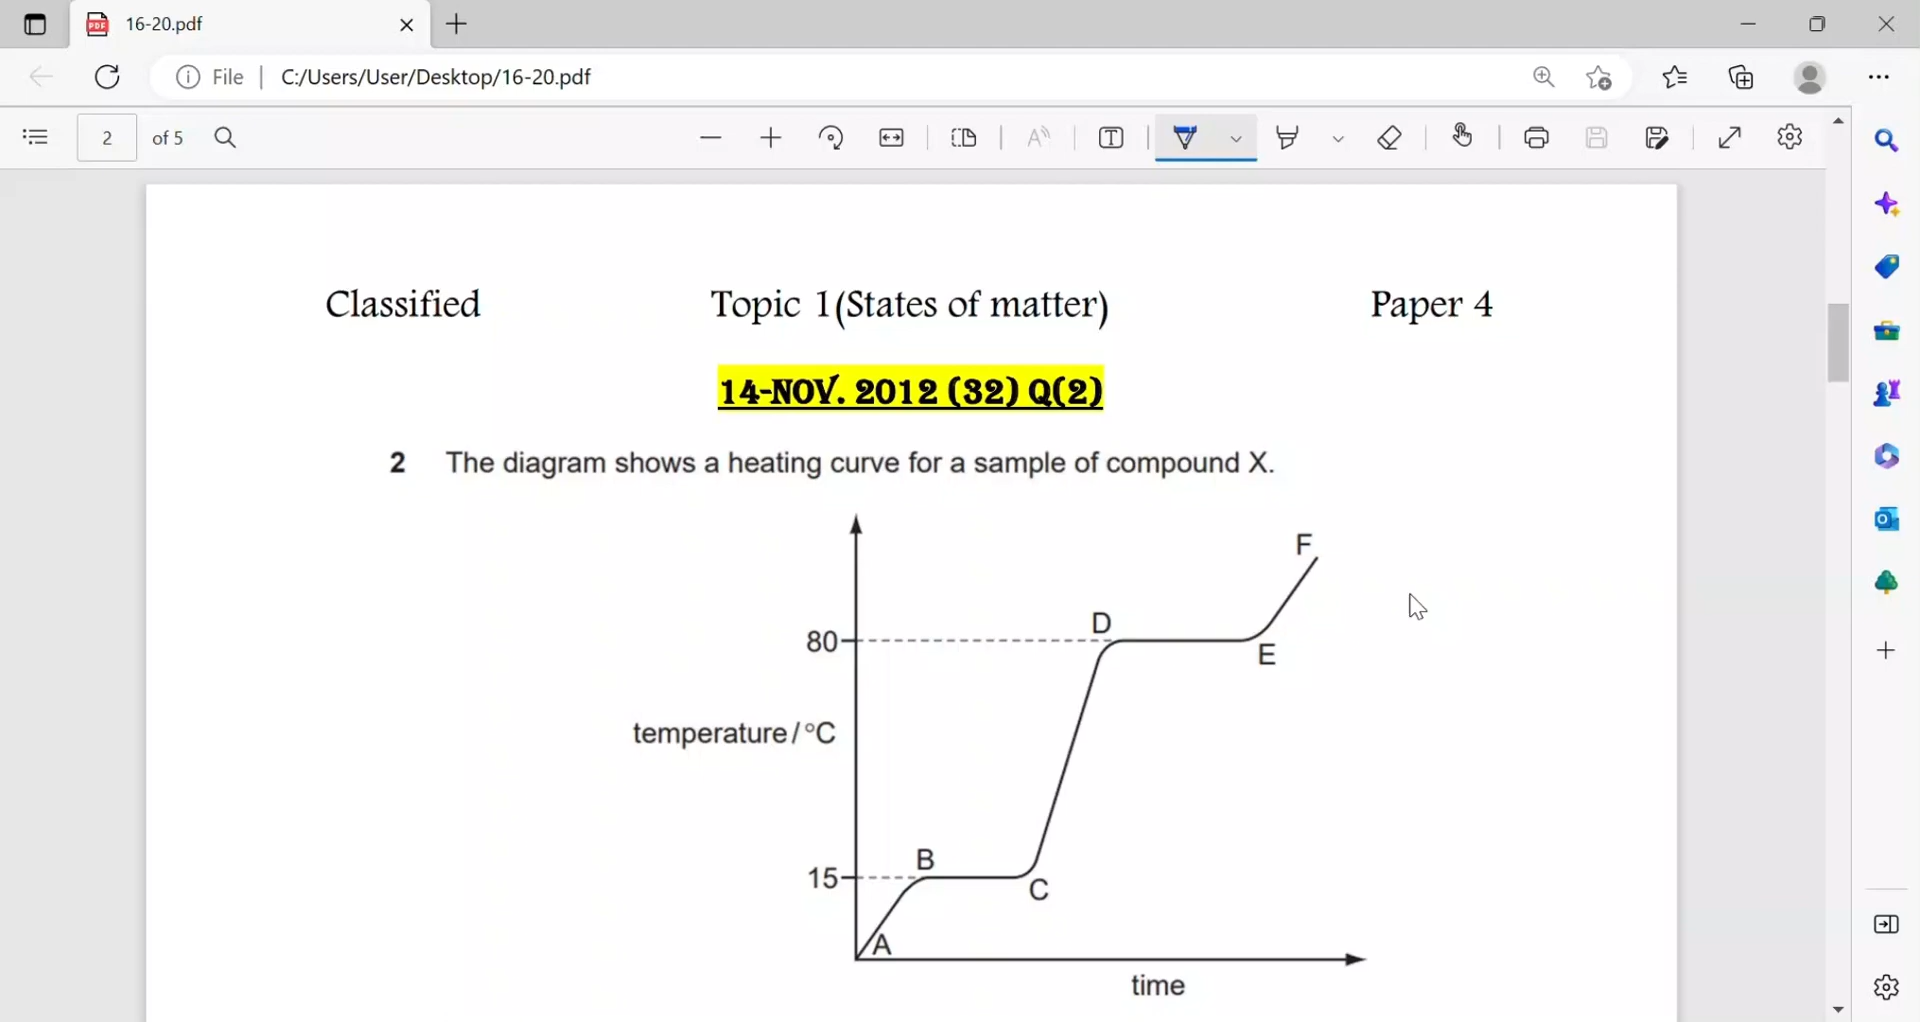 16-20.pdf
File C:/Users/User/Desktop/16-20.pdf
2 of 5
Classified Topic 1(States of matter) Paper 4
14-NOV. 2012 (32) Q(2)
2 The diagram shows a heating curve for a sample of compound X.
F
D
80
E
temperature / °C
B
15
C
A
time